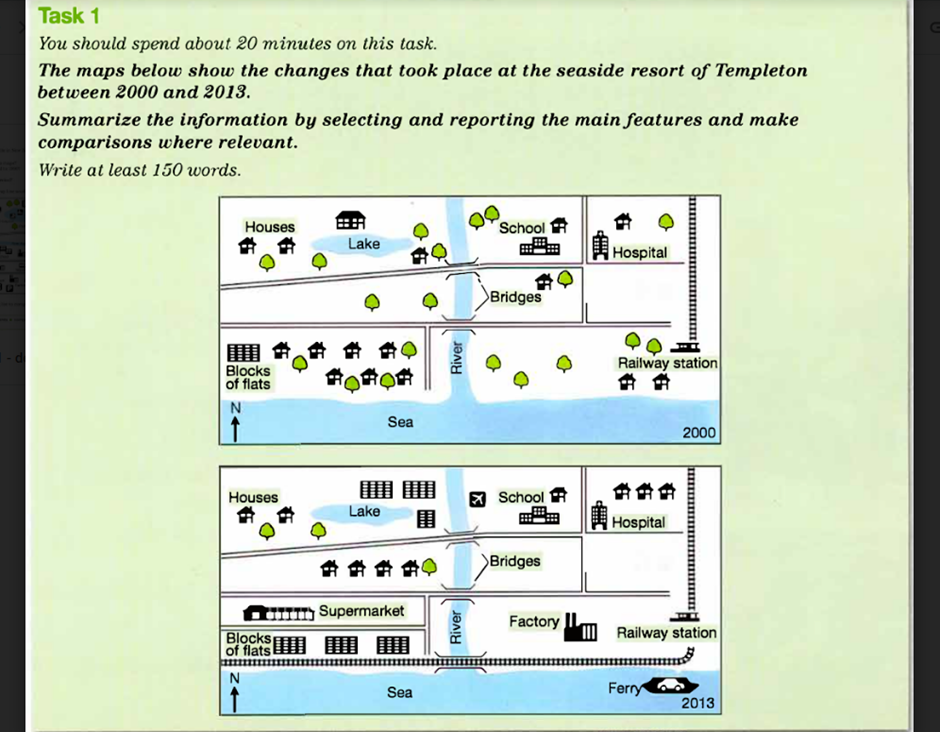 Task 1
You should spend about 20 minutes on this task.
The maps below show the changes that took place at the seaside resort of Templeton
between 2000 and 2013.
Summarize the information by selecting and reporting the main features and make
comparisons where relevant.
Write at least 150 words.
Houses
Lake
School
Hospital
Bridges
River
Railway station
Blocks
of flats
N
Sea
2000
Houses
Lake
School
Hospital
Bridges
Supermarket
River
Factory
Railway station
Blocks
of flats
N
Sea
Ferry
2013